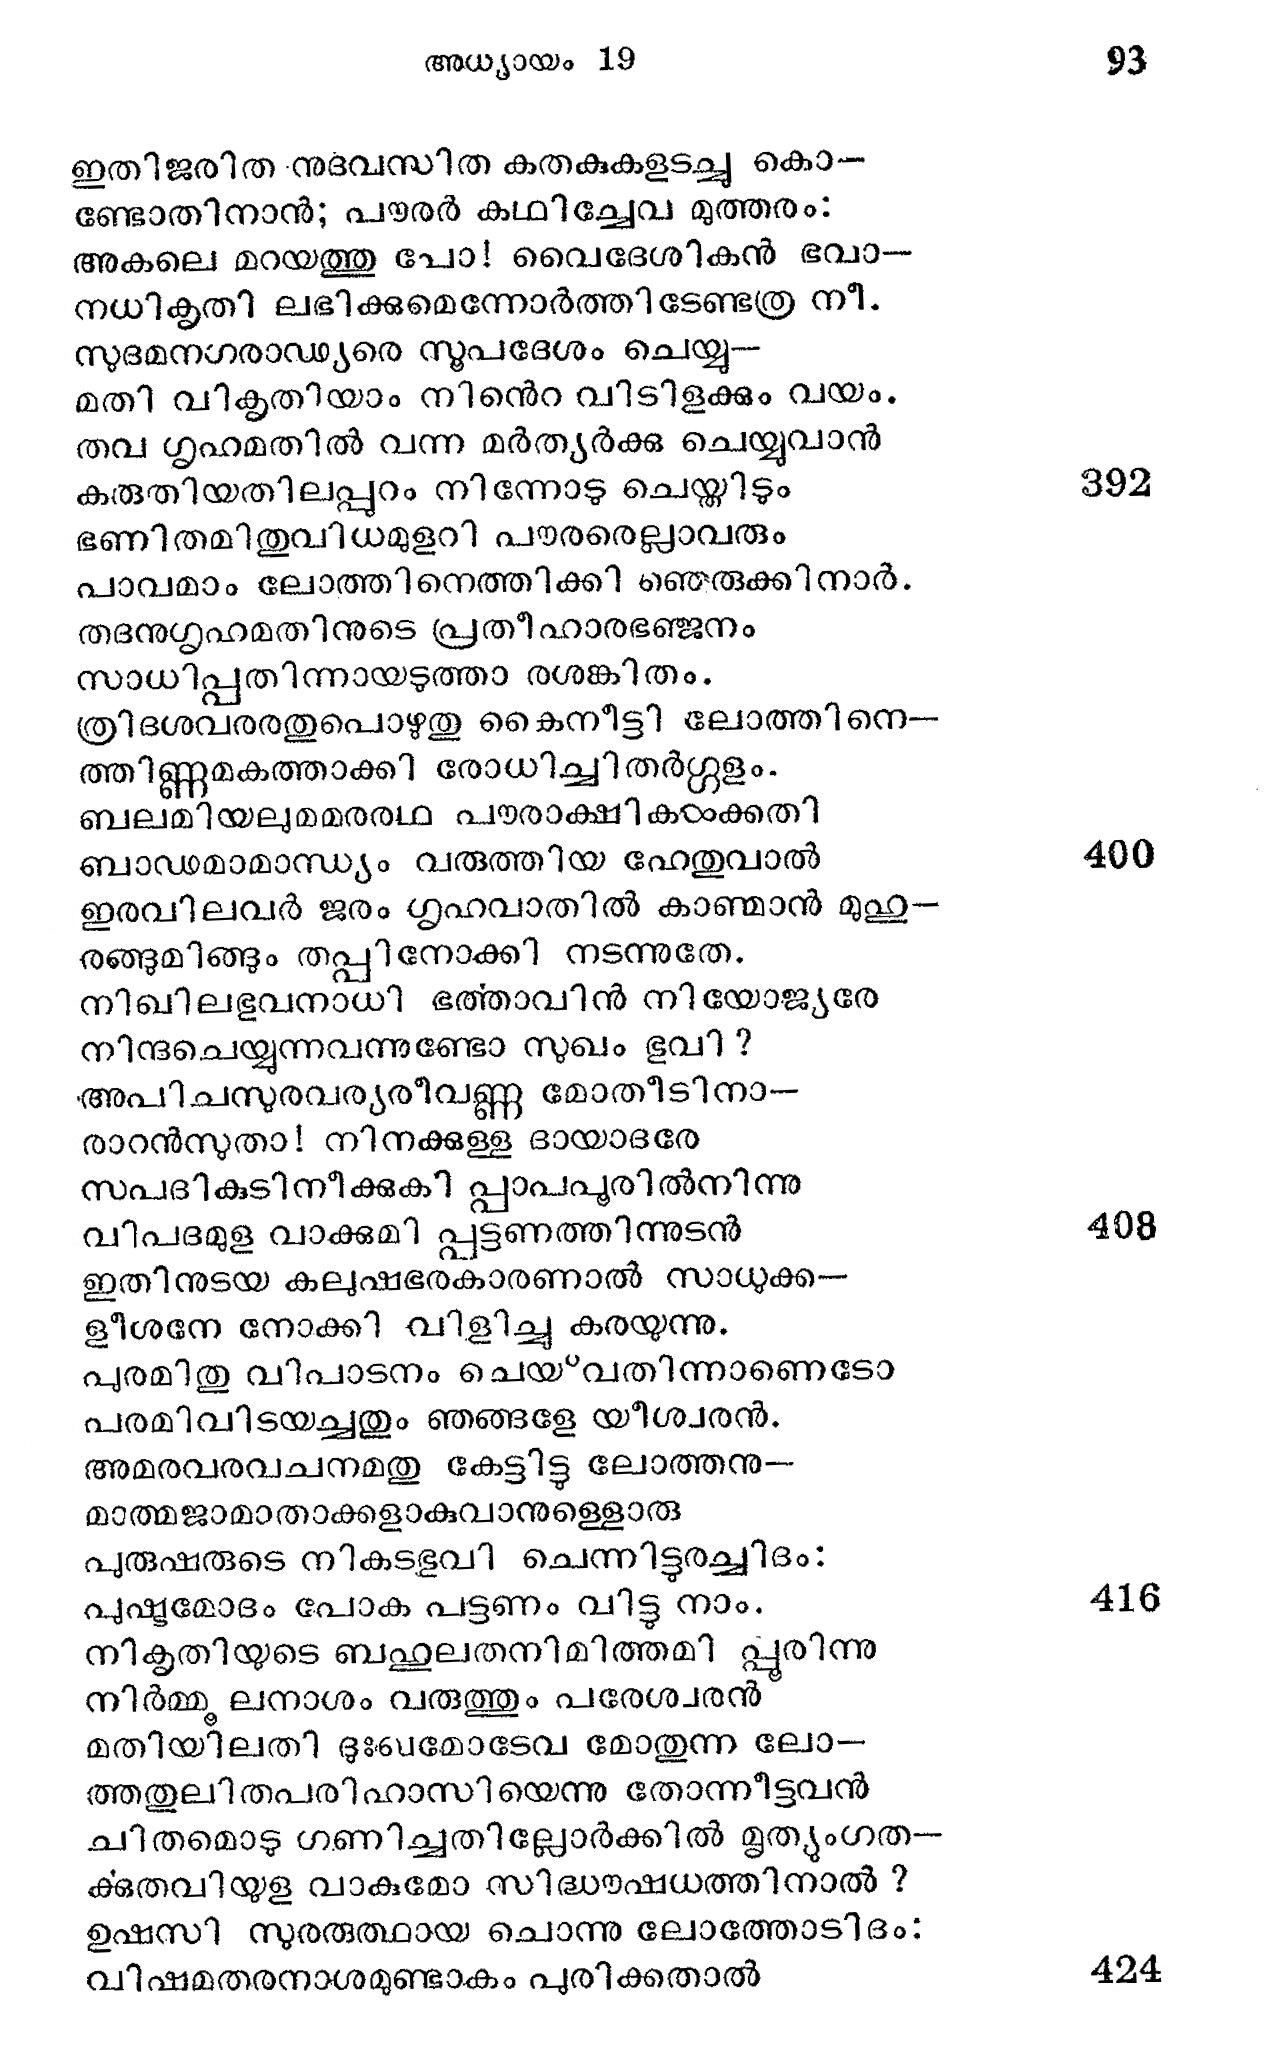 അധ്യായം 19 93
ഇതിജരിത നുദവസിത കതകുകളടച്ചു കൊ—
ണ്ടോതിനാൻ; പൗരർ കഥിച്ചേവ മുത്തരം:
അകലെ മറയത്തു പോ! വൈദേശികൻ ഭവാ—
നധികൃതി ലഭിക്കുമെന്നോർത്തിടേണ്ടത്ര നീ.
സുദമനഗരാഢ്യരെ സൂപദേശം ചെയ്യു—
മതി വികൃതിയാം നിൻെറ വിടിളക്കും വയം.
തവ ഗൃഹമതിൽ വന്ന മർത്യർക്കു ചെയ്യുവാൻ
കരുതിയതിലപ്പുറം നിന്നോടു ചെയ്തിടും 392
ഭണിതമിതുവിധമുളറി പൗരരെല്ലാവരും
പാവമാം ലോത്തിനെത്തിക്കി ഞെരുക്കിനാർ.
തദനുഗൃഹമതിനുടെ പ്രതീഹാരഭഞ്ജനം
സാധിപ്പതിന്നായടുത്താ രശങ്കിതം.
ത്രിദശവരരതുപൊഴുതു കൈനീട്ടി ലോത്തിനെ—
ത്തിണ്ണമകത്താക്കി രോധിച്ചിതർഗ്ഗളം.
ബലമിയലുമമരരഥ പൗരാക്ഷികൾക്കതി
ബാഢമാമാന്ധ്യം വരുത്തിയ ഹേതുവാൽ 400
ഇരവിലവർ ജരം ഗൃഹവാതിൽ കാണ്മാൻ മുഹു—
രങ്ങുമിങ്ങും തപ്പിനോക്കി നടന്നുതേ.
നിഖിലഭുവനാധി ഭൎത്താവിൻ നിയോജ്യരേ
നിന്ദചെയ്യുന്നവന്നുണ്ടോ സുഖം ഭുവി ?
അപിചസുരവര്യരീവണ്ണ മോതീടിനാ—
രാറൻസുതാ! നിനക്കുള്ള ദായാദരേ
സപദികുടിനീക്കുകി പ്പാപപൂരിൽനിന്നു
വിപദമുള വാക്കുമി പ്പട്ടണത്തിന്നുടൻ 408
ഇതിനുടയ കലുഷഭരകാരണാൽ സാധുക്ക—
ളീശനേ നോക്കി വിളിച്ചു കരയുന്നു.
പുരമിതു വിപാടനം ചെയ്‌വതിന്നാണെടോ
പരമിവിടയച്ചതും ഞങ്ങളേ യീശ്വരൻ.
അമരവരവചനമതു കേട്ടിട്ടു ലോത്തനു—
മാത്മജാമാതാക്കളാകുവാനുള്ളൊരു
പുരുഷരുടെ നികടഭുവി ചെന്നിട്ടുരച്ചിദം:
പുഷ്ടമോദം പോക പട്ടണം വിട്ടു നാം. 416
നികൃതിയുടെ ബഹുലതനിമിത്തമി പ്പൂരിന്നു
നിർമ്മൂ ലനാശം വരുത്തും പരേശ്വരൻ
മതിയിലതി ദുഃഖമോടേവ മോതുന്ന ലോ—
ത്തതുലിതപരിഹാസിയെന്നു തോന്നീട്ടവൻ
ചിതമൊടു ഗണിച്ചതില്ലോർക്കിൽ മൃത്യുംഗത—
ൎക്കുതവിയുള വാകുമോ സിദ്ധൗഷധത്തിനാൽ ?
ഉഷസി സുരരുത്ഥായ ചൊന്നു ലോത്തോടിദം:
വിഷമതരനാശമുണ്ടാകം പുരിക്കതാൽ 424